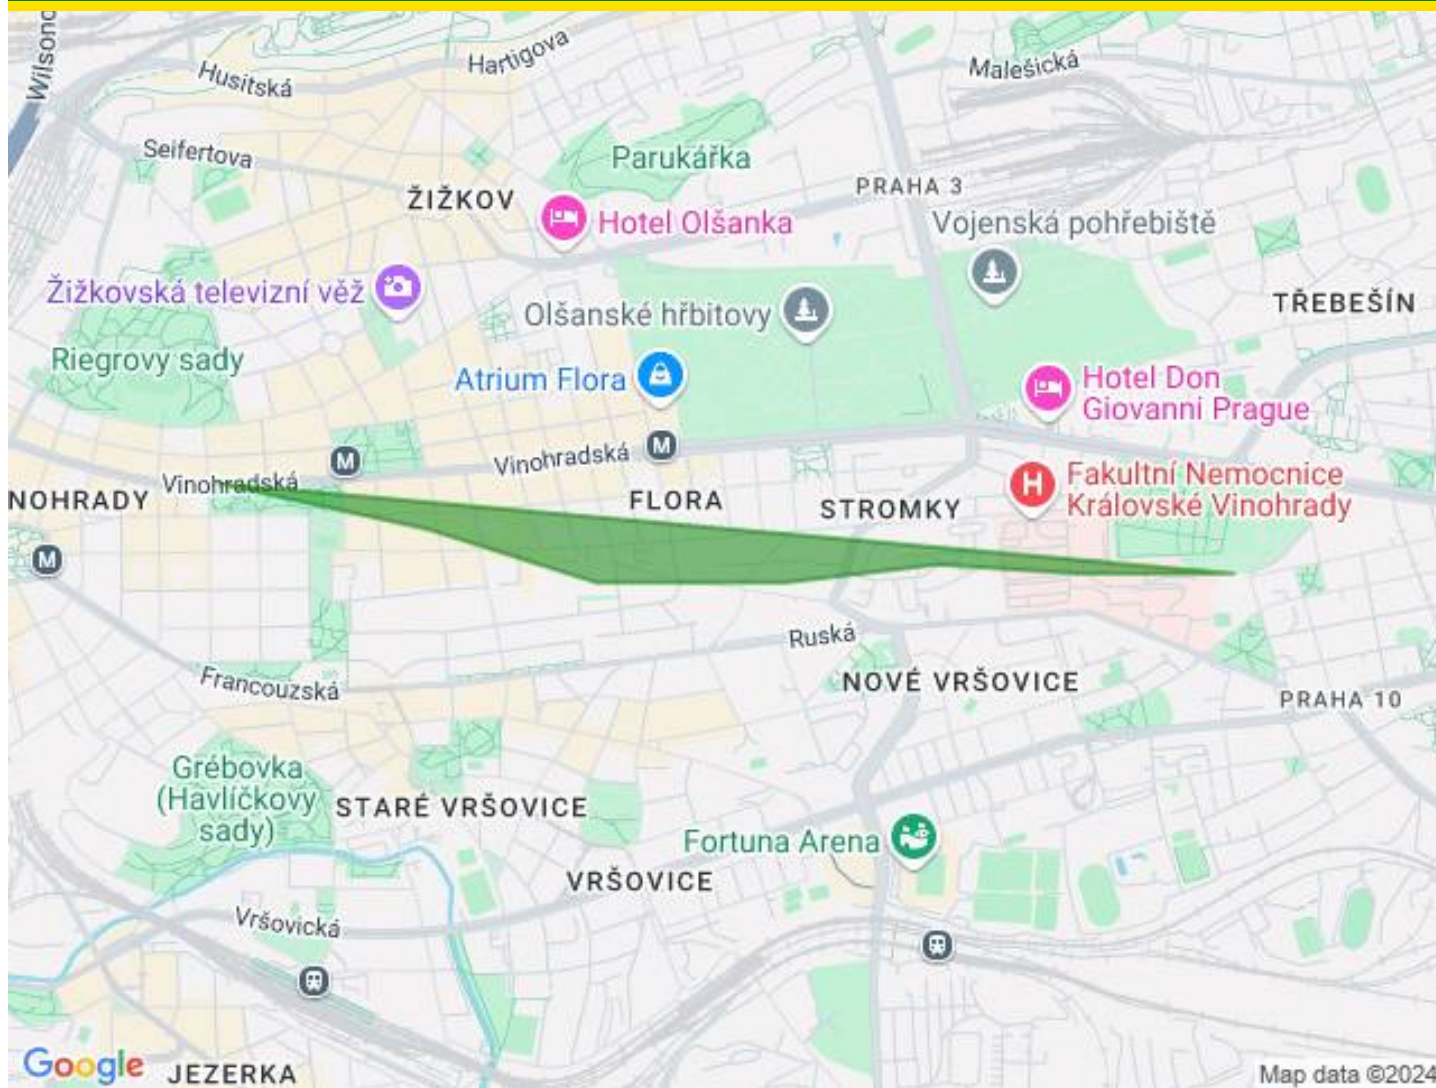 Wilsono
Husitská
Hartigova
Malešická
Seifertova
Parukářka
PRAHA 3
ŽIŽKOV
Hotel Olšanka
Vojenská pohřebiště
Žižkovská televizní věž
Olšanské hřbitovy
TŘEBEŠÍN
Riegrovy sady
Atrium Flora
Hotel Don
Giovanni Prague
M
M
Vinohradská
Vinohradská
NOHRADY
FLORA
STROMKY
H
Fakultní Nemocnice
Královské Vinohrady
M
Ruská
Francouzská
NOVÉ VRŠOVICE
PRAHA 10
Grébovka
(Havlíčkovy
sady)
STARÉ VRŠOVICE
Fortuna Arena
VRŠOVICE
Vršovická
Google
JEZERKA
Map data ©2024